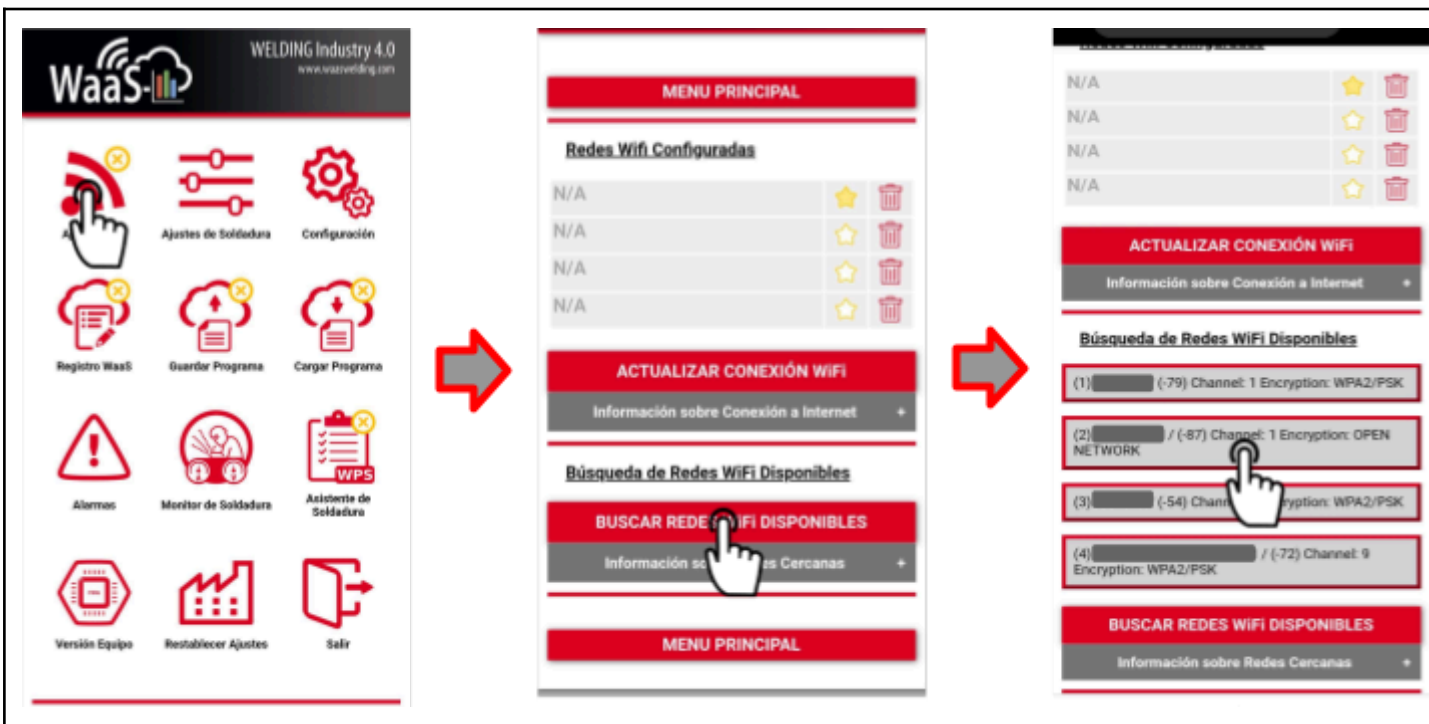 WaaS
WELDING Industry 4.0
www.waaswelding.com
Ajustes de Soldadura
Configuración
Registro WaaS
Guardar Programa
Cargar Programa
Alarmas
Monitor de Soldadura
WPS
Asistente de
Soldadura
Versión Equipo
Restablecer Ajustes
Salir
MENU PRINCIPAL
Redes Wifi Configuradas
N/A
N/A
N/A
N/A
ACTUALIZAR CONEXIÓN WiFi
Información sobre Conexión a Internet +
Búsqueda de Redes WiFi Disponibles
BUSCAR REDES WiFi DISPONIBLES
Información Cercanas +
MENU PRINCIPAL
N/A
N/A
N/A
N/A
ACTUALIZAR CONEXIÓN WiFi
Información sobre Conexión a Internet +
Búsqueda de Redes WiFi Disponibles
(1) (-79) Channel: 1 Encryption: WPA2/PSK
(2) / (-87) Channel: 1 Encryption: OPEN
NETWORK
(3) (-54) Encryption: WPA2/PSK
(4) / (-72) Channel: 9
Encryption: WPA2/PSK
BUSCAR REDES WiFi DISPONIBLES
Información sobre Redes Cercanas +